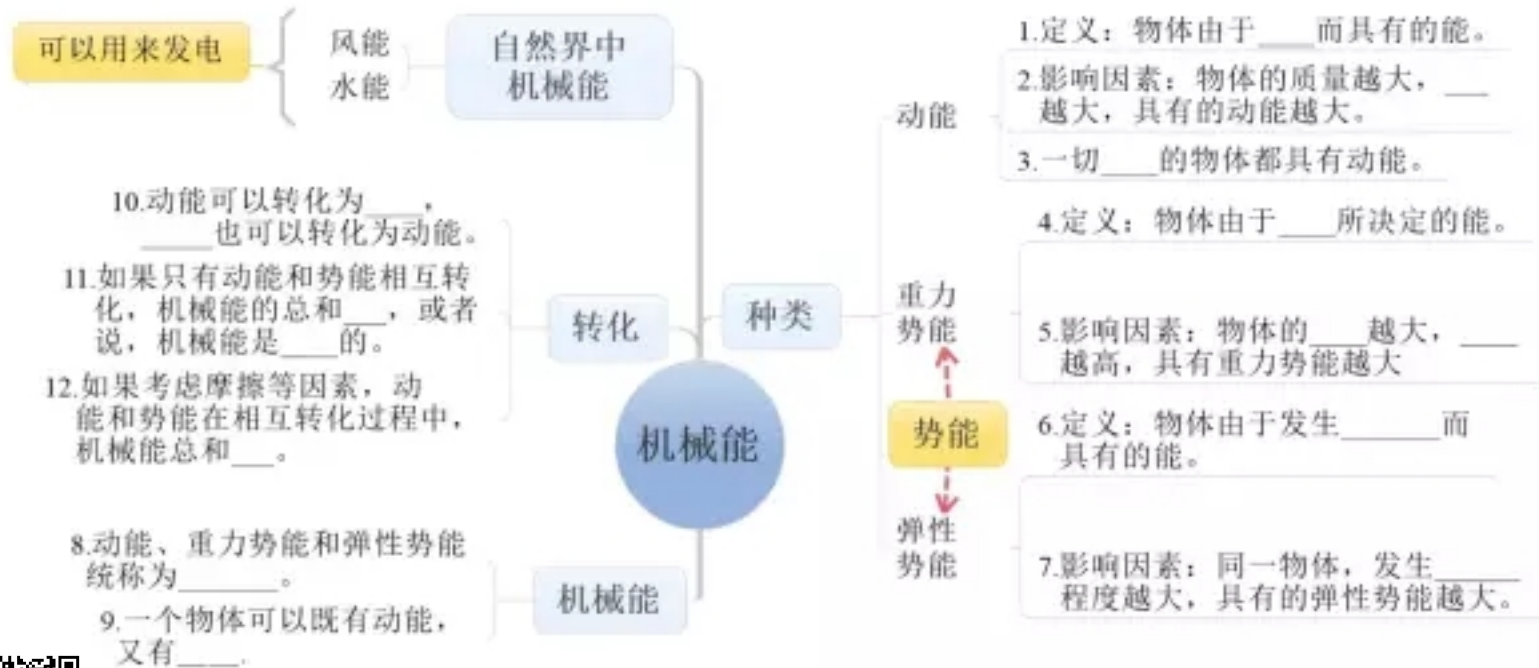 可以用来发电
风能
水能
自然界中
机械能
10.动能可以转化为____，
_____也可以转化为动能。
11.如果只有动能和势能相互转
化，机械能的总和___，或者
说，机械能是____的。
12.如果考虑摩擦等因素，动
能和势能在相互转化过程中，
机械能总和___。
转化
机械能
8.动能、重力势能和弹性势能
统称为_______。
9.一个物体可以既有动能，
又有____.
机械能
种类
动能
1.定义：物体由于____而具有的能。
2.影响因素：物体的质量越大，___
越大，具有的动能越大。
3.一切____的物体都具有动能。
重力
势能
4.定义：物体由于____所决定的能。
5.影响因素：物体的____越大，____
越高，具有重力势能越大
势能
弹性
势能
6.定义：物体由于发生_______而
具有的能。
7.影响因素：同一物体，发生______
程度越大，具有的弹性势能越大。